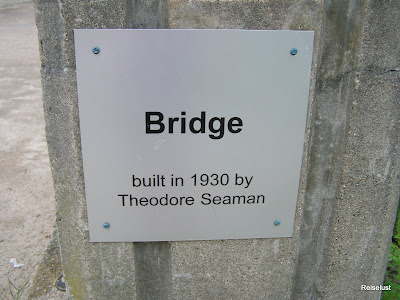 Bridge
built in 1930 by
Theodore Seaman
Reiselust